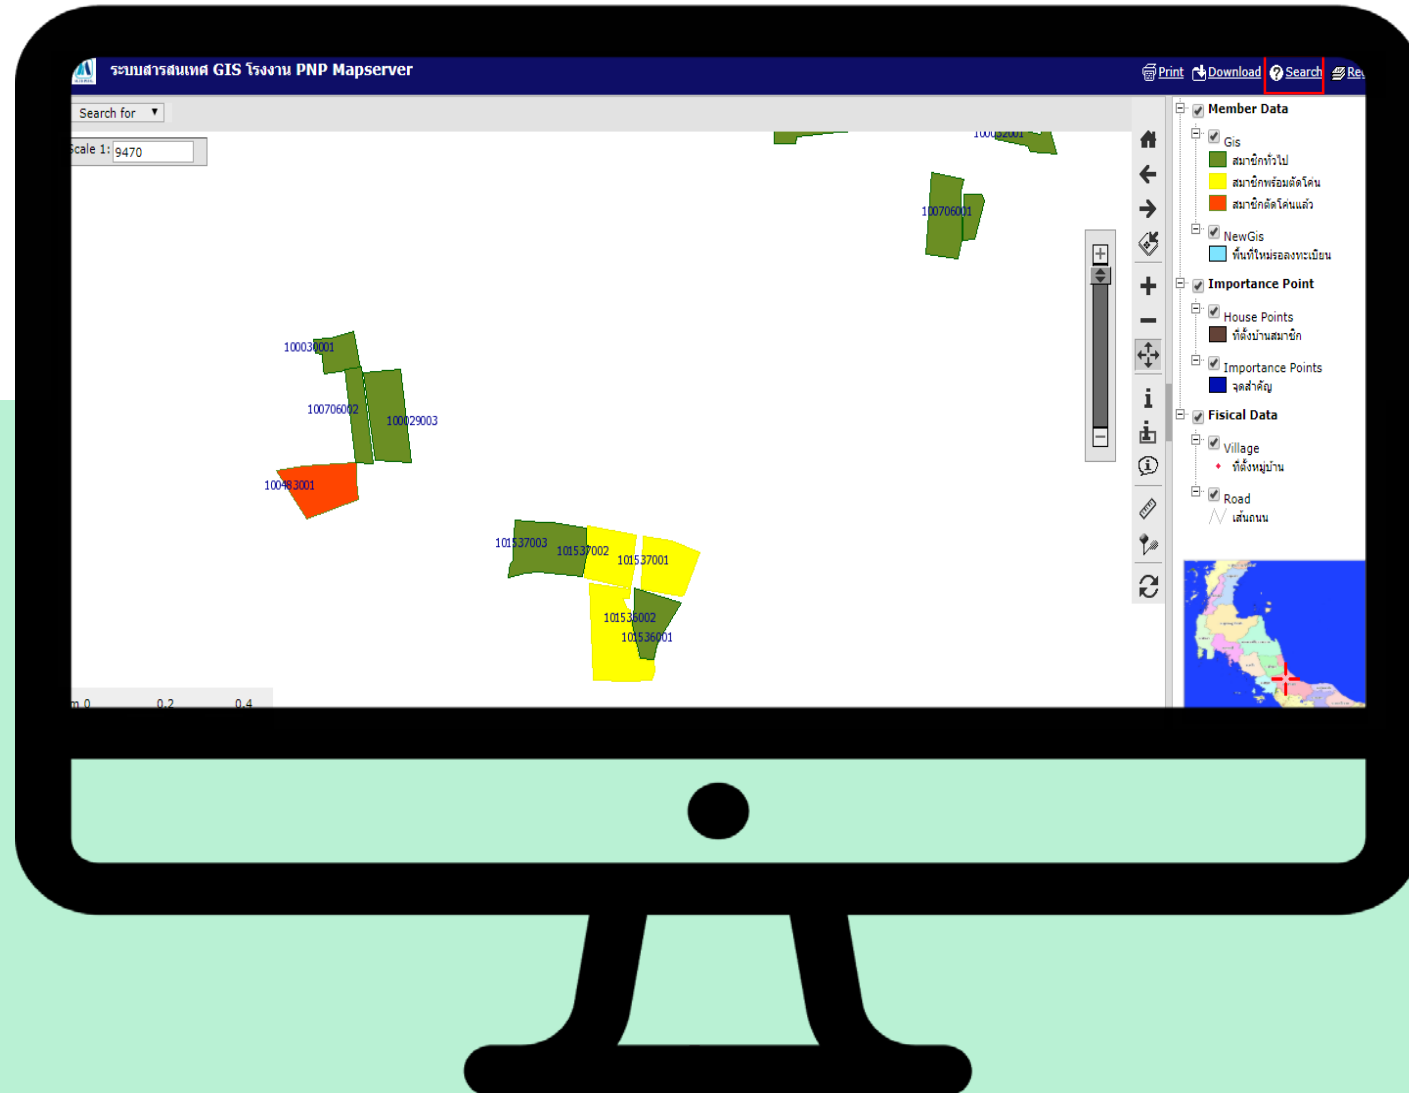 ระบบสารสนเทศ GIS โรงงาน PNP Mapserver
Print Download Search
Search for
Scale 1: 9470
100032001
100706001
100030001
100706002
100029003
100483001
101537003
101537002
101537001
101536002
101536001
m 0 0.2 0.4
Member Data
Gis
สมาชิกทั่วไป
สมาชิกพร้อมตัดโค่น
สมาชิกตัดโค่นแล้ว
NewGis
พื้นที่ใหม่รอลงทะเบียน
Importance Point
House Points
ที่ตั้งบ้านสมาชิก
Importance Points
จุดสำคัญ
Fisical Data
Village
ที่ตั้งหมู่บ้าน
Road
เส้นถนน